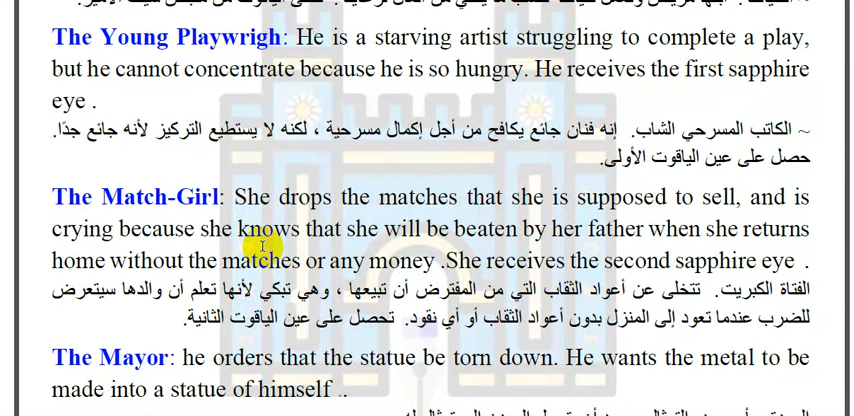 ~ الخياطة . ابنها مريض
The Young Playwrigh: He is a starving artist struggling to complete a play,
but he cannot concentrate because he is so hungry. He receives the first sapphire
eye .
~ الكاتب المسرحي الشاب. إنه فنان جائع يكافح من أجل إكمال مسرحية ، لكنه لا يستطيع التركيز لأنه جائع جدًا.
حصل على عين الياقوت الأولى.
The Match-Girl: She drops the matches that she is supposed to sell, and is
crying because she knows that she will be beaten by her father when she returns
home without the matches or any money .She receives the second sapphire eye .
الفتاة الكبريت. تتخلى عن أعواد الثقاب التي من المفترض أن تبيعها ، وهي تبكي لأنها تعلم أن والدها سيتعرض
للضرب عندما تعود إلى المنزل بدون أعواد الثقاب أو أي نقود. تحصل على عين الياقوت الثانية.
The Mayor: he orders that the statue be torn down. He wants the metal to be
made into a statue of himself ..